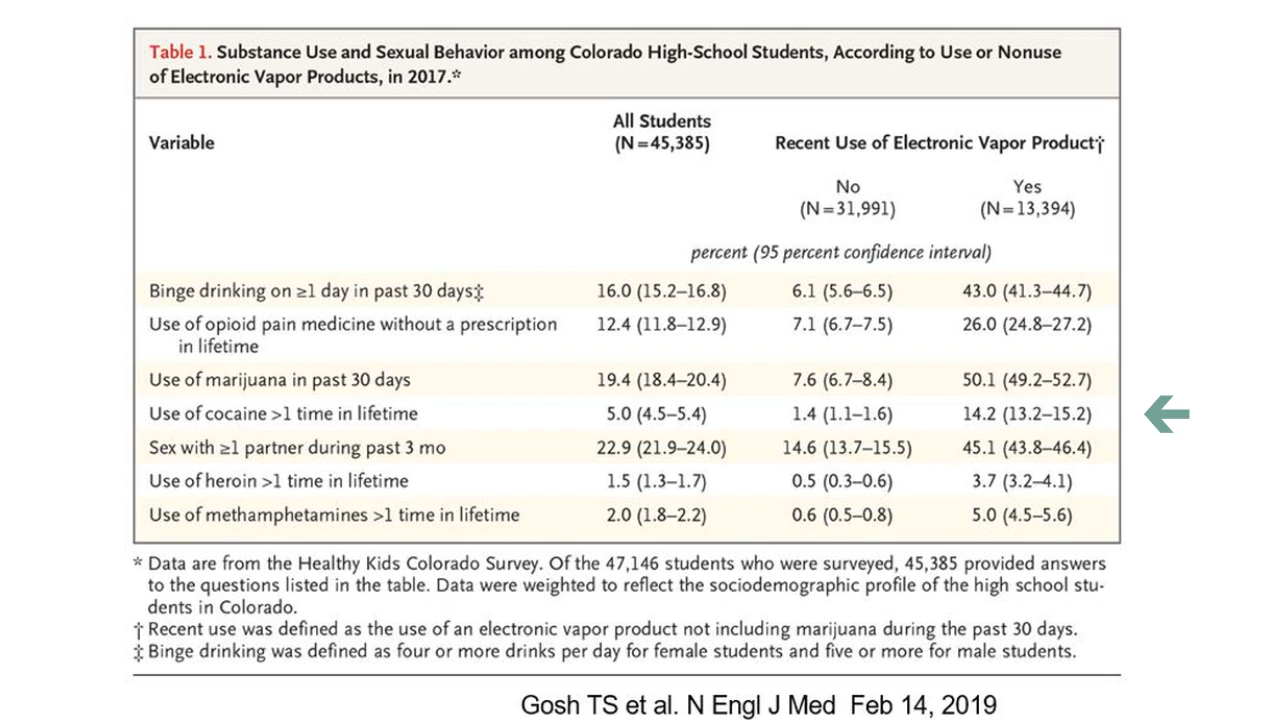 Table 1. Substance Use and Sexual Behavior among Colorado High-School Students, According to Use or Nonuse
of Electronic Vapor Products, in 2017.*
Variable
All Students
(N=45,385)
Recent Use of Electronic Vapor Product†
No
(N=31,991)
Yes
(N=13,394)
percent (95 percent confidence interval)
Binge drinking on ≥1 day in past 30 days‡ 16.0 (15.2–16.8) 6.1 (5.6–6.5) 43.0 (41.3–44.7)
Use of opioid pain medicine without a prescription 12.4 (11.8–12.9) 7.1 (6.7–7.5) 26.0 (24.8–27.2)
in lifetime
Use of marijuana in past 30 days 19.4 (18.4–20.4) 7.6 (6.7–8.4) 50.1 (49.2–52.7)
Use of cocaine >1 time in lifetime 5.0 (4.5–5.4) 1.4 (1.1–1.6) 14.2 (13.2–15.2)
Sex with ≥1 partner during past 3 mo 22.9 (21.9–24.0) 14.6 (13.7–15.5) 45.1 (43.8–46.4)
Use of heroin >1 time in lifetime 1.5 (1.3–1.7) 0.5 (0.3–0.6) 3.7 (3.2–4.1)
Use of methamphetamines >1 time in lifetime 2.0 (1.8–2.2) 0.6 (0.5–0.8) 5.0 (4.5–5.6)
* Data are from the Healthy Kids Colorado Survey. Of the 47,146 students who were surveyed, 45,385 provided answers
to the questions listed in the table. Data were weighted to reflect the sociodemographic profile of the high school stu-
dents in Colorado.
† Recent use was defined as the use of an electronic vapor product not including marijuana during the past 30 days.
‡ Binge drinking was defined as four or more drinks per day for female students and five or more for male students.
Gosh TS et al. N Engl J Med Feb 14, 2019